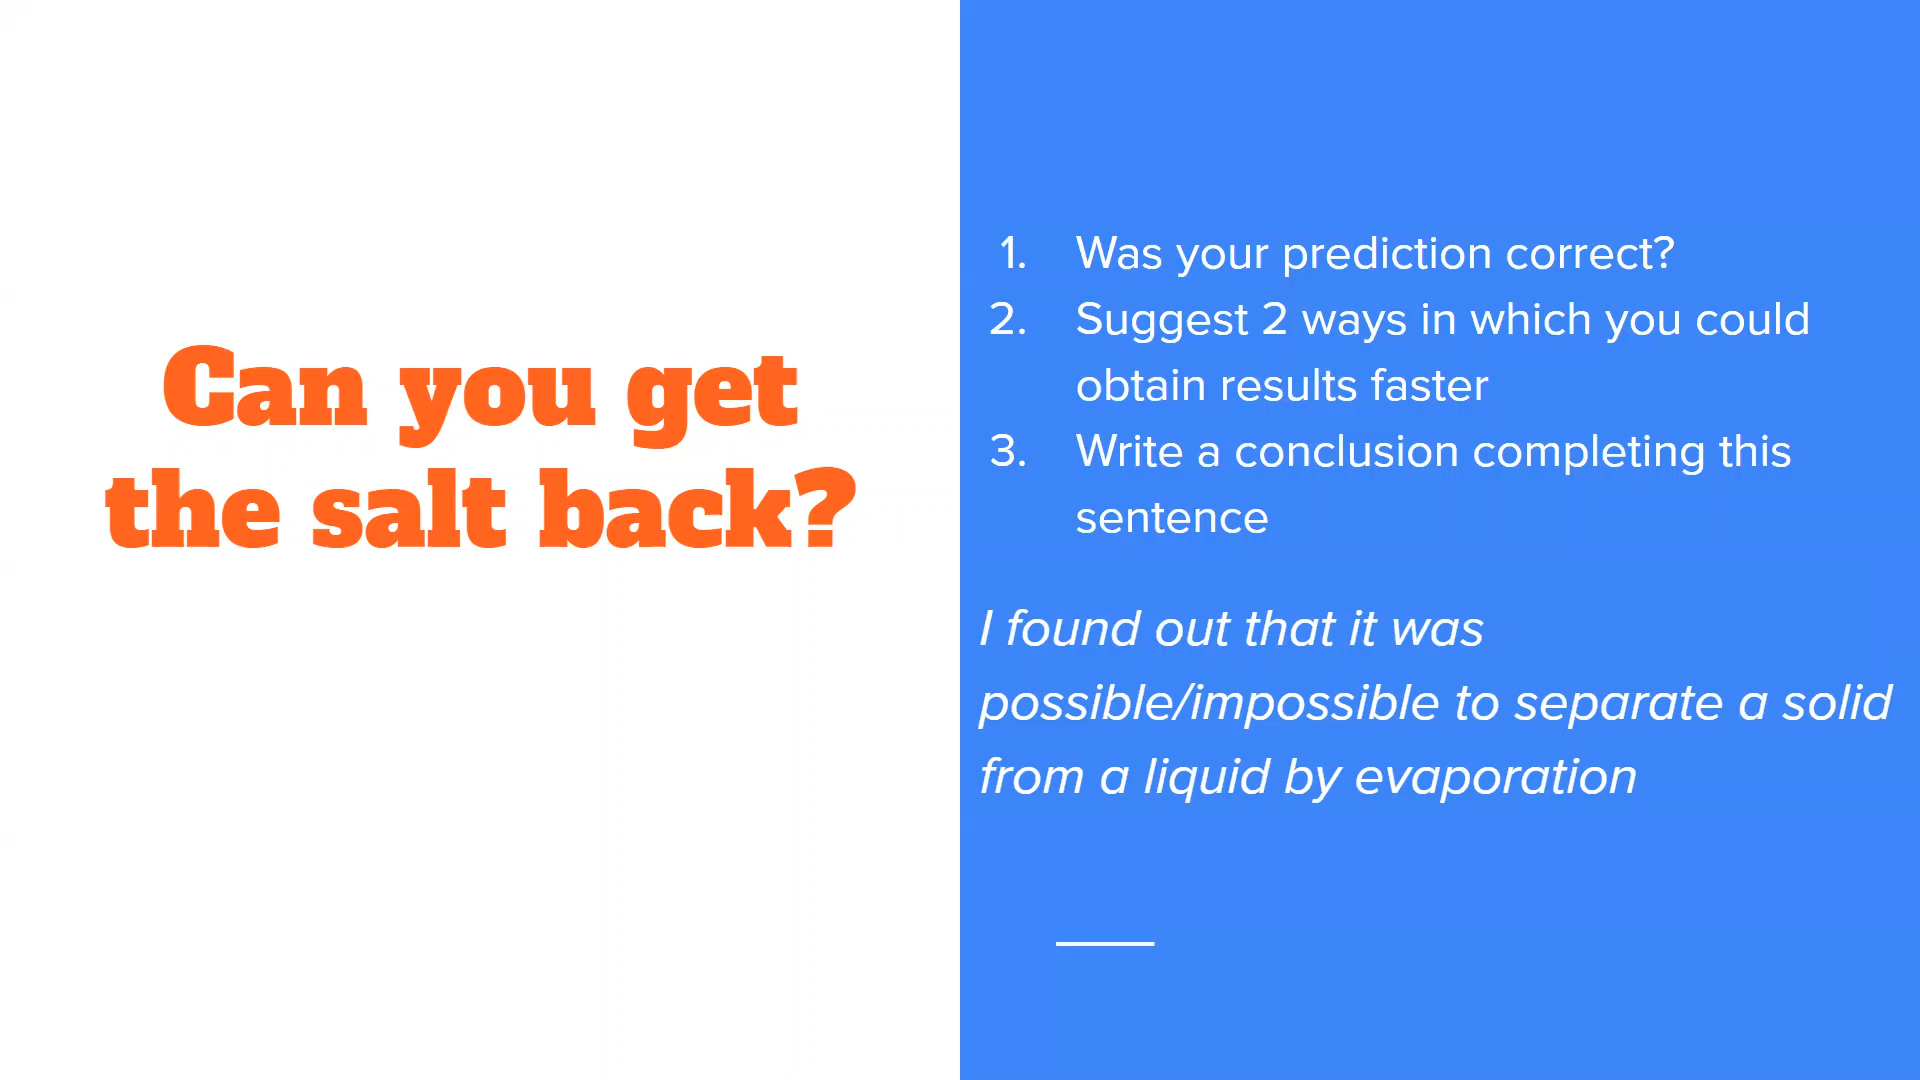 Can you get
the salt back?
1. Was your prediction correct?
2. Suggest 2 ways in which you could
obtain results faster
3. Write a conclusion completing this
sentence
I found out that it was
possible/impossible to separate a solid
from a liquid by evaporation